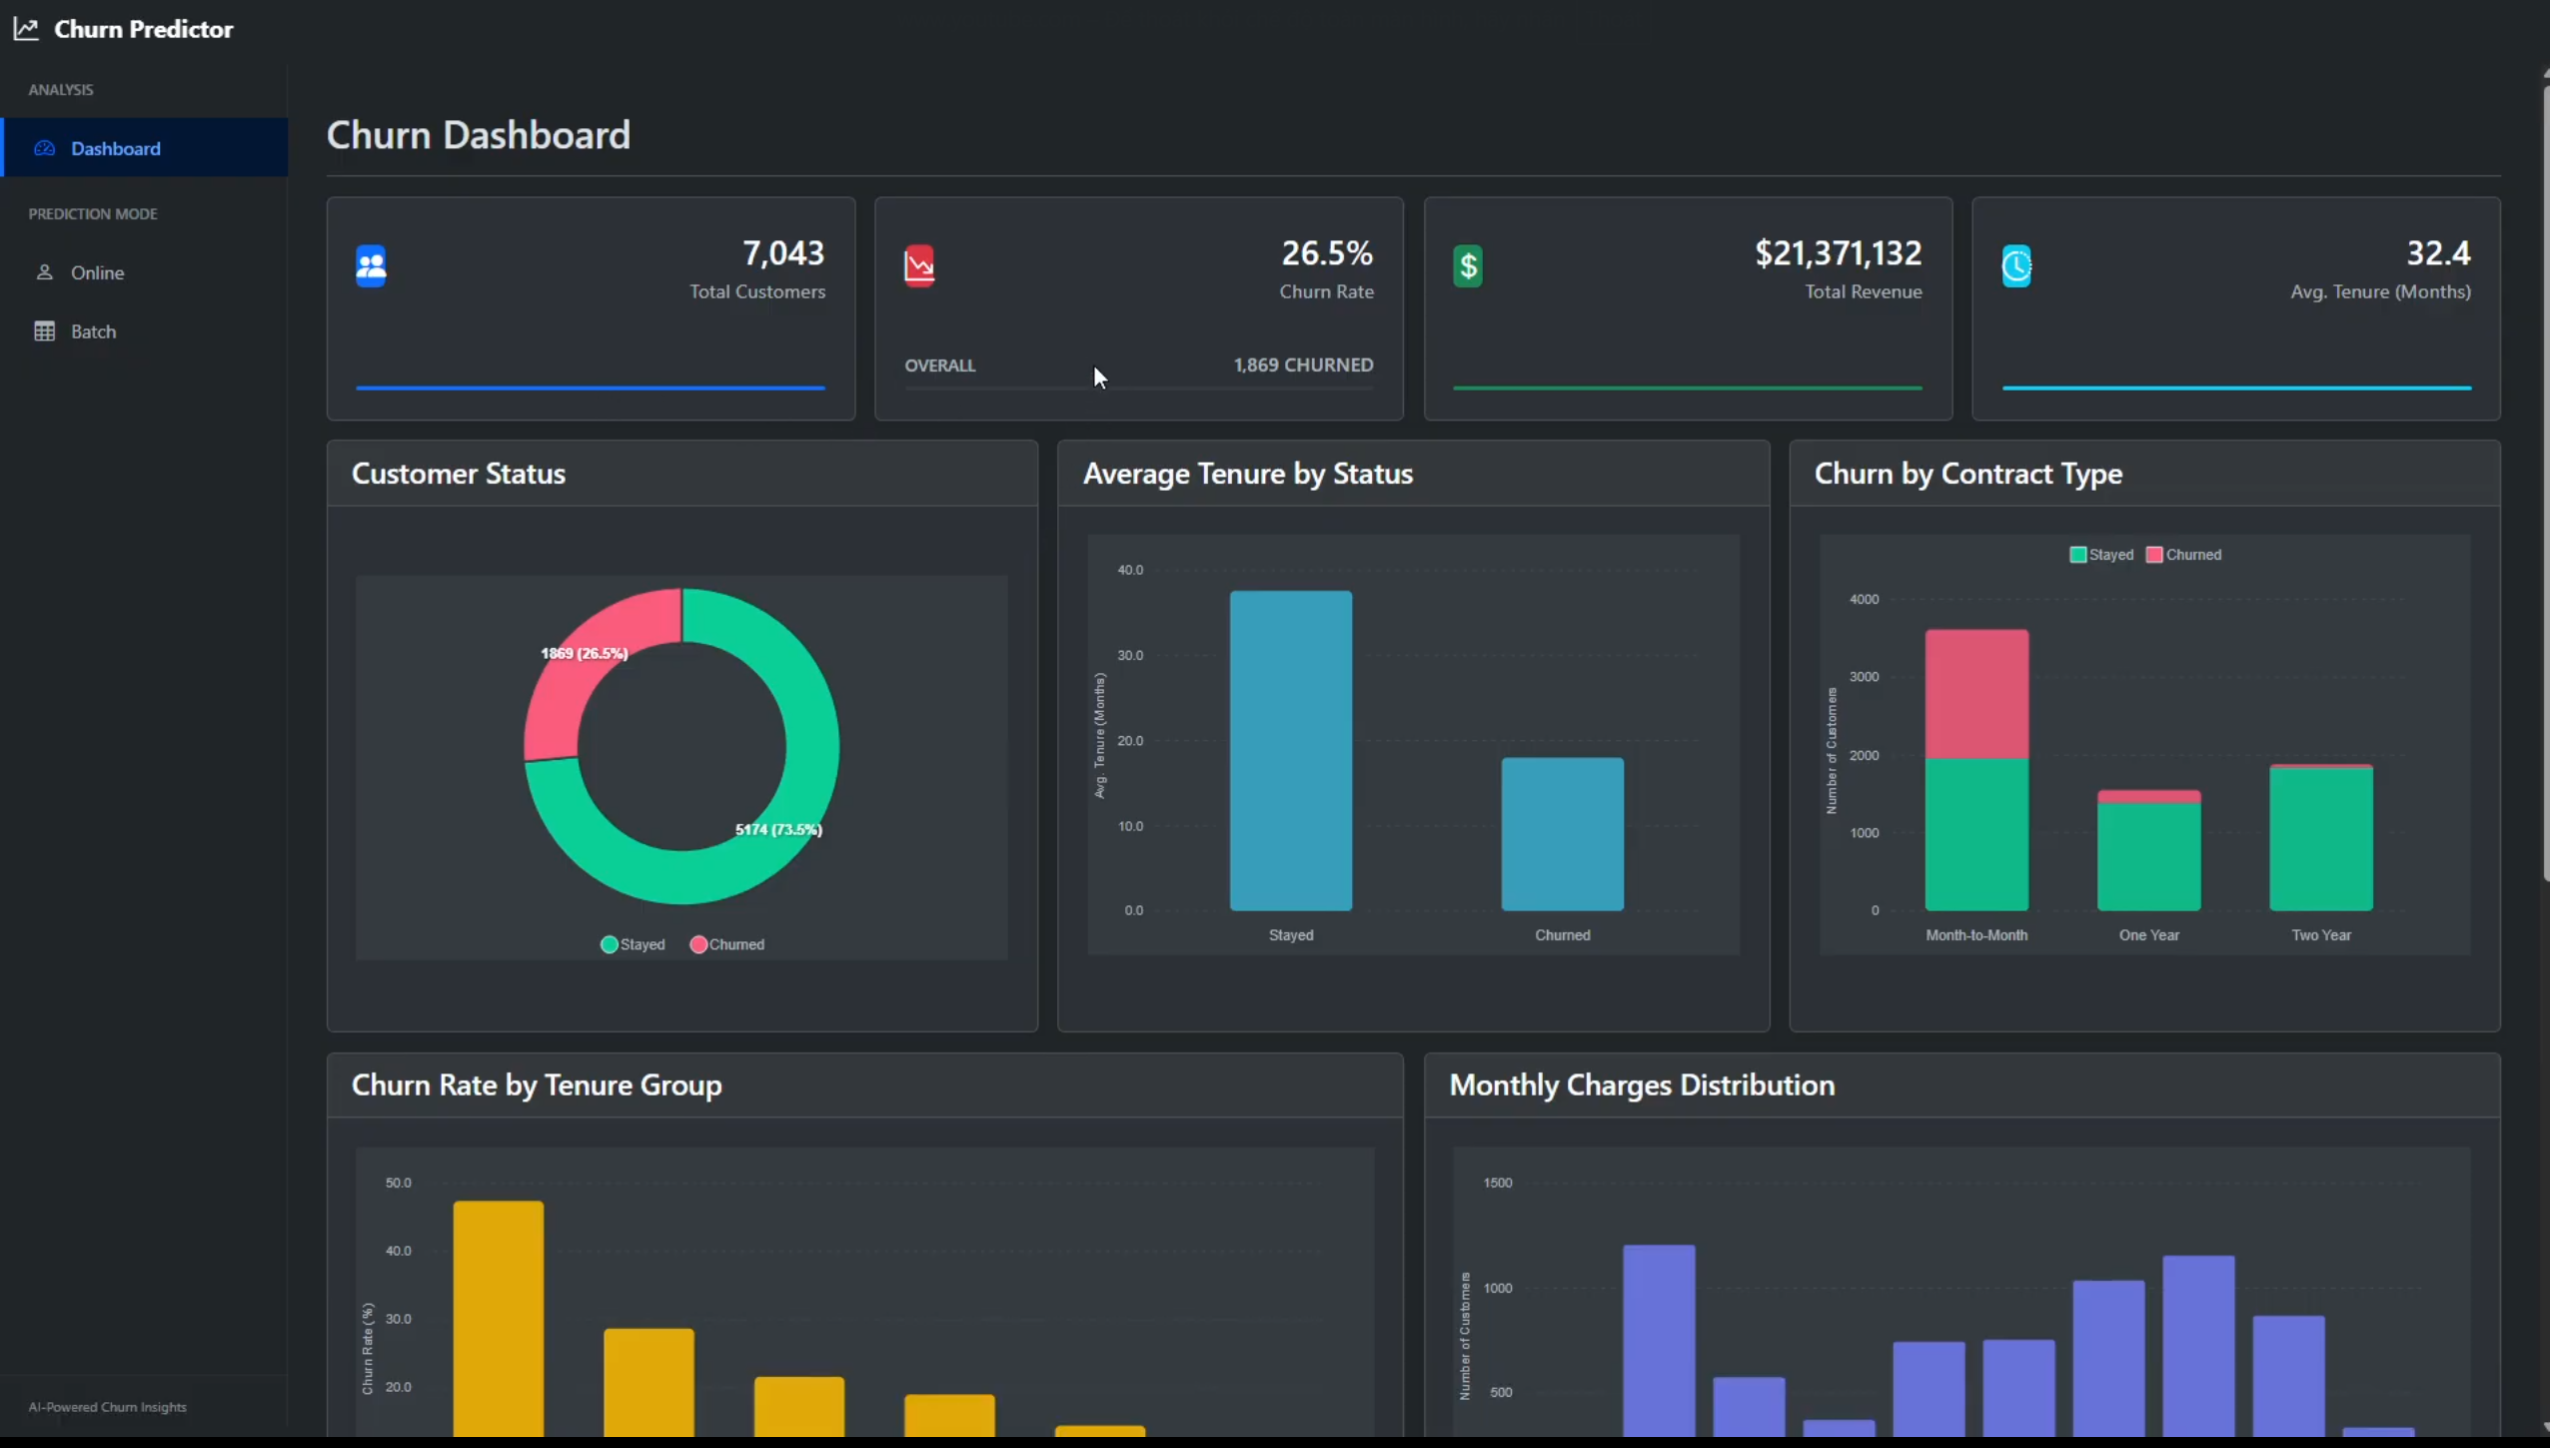 Churn Predictor
ANALYSIS
Dashboard
PREDICTION MODE
Online
Batch
AI-Powered Churn Insights
Churn Dashboard
7,043
Total Customers
26.5%
Churn Rate
OVERALL 1,869 CHURNED
$21,371,132
Total Revenue
32.4
Avg. Tenure (Months)
Customer Status
1869 (26.5%)
5174 (73.5%)
Stayed Churned
Average Tenure by Status
Avg. Tenure (Months)
40.0
30.0
20.0
10.0
0.0
Stayed Churned
Churn by Contract Type
Stayed Churned
Number of Customers
4000
3000
2000
1000
0
Month-to-Month One Year Two Year
Churn Rate by Tenure Group
Churn Rate (%)
50.0
40.0
30.0
20.0
Monthly Charges Distribution
Number of Customers
1500
1000
500